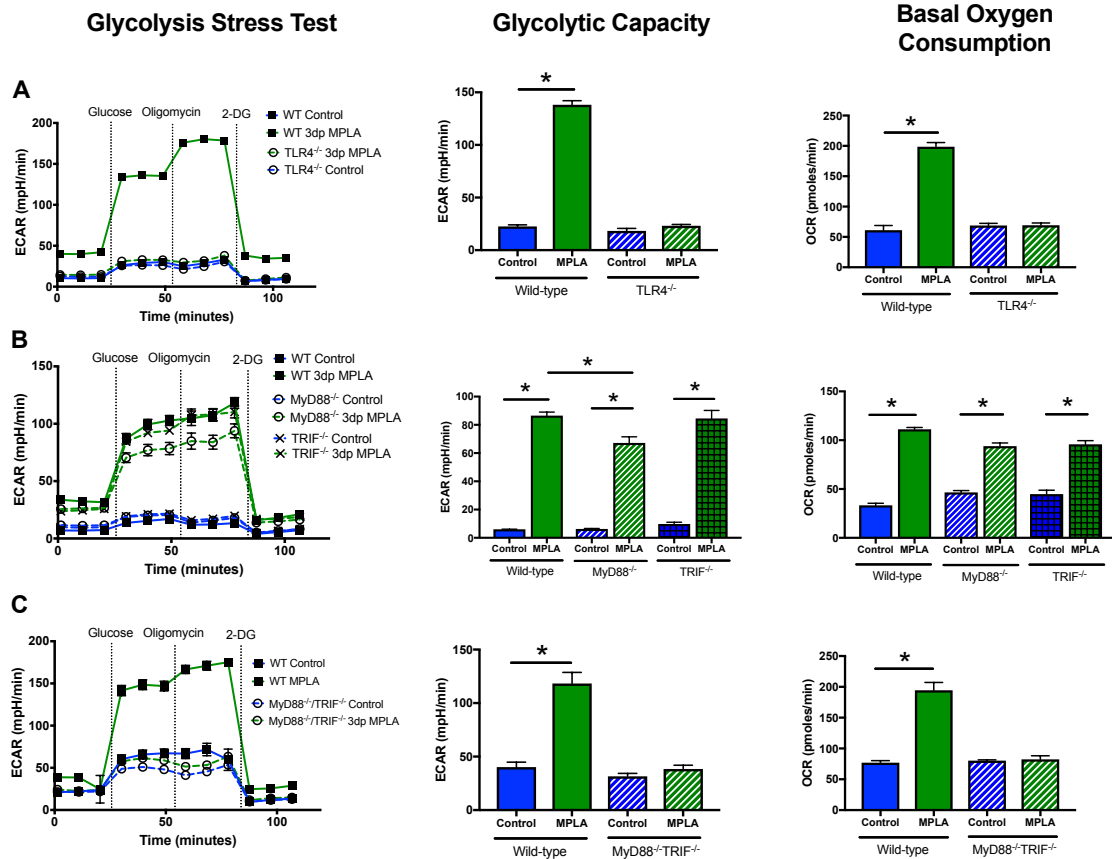 Glycolysis Stress Test
Glycolytic Capacity
Basal Oxygen
Consumption
A
Glucose Oligomycin 2-DG
ECAR (mpH/min)
200
150
100
50
0
0 50 100
Time (minutes)
WT Control
WT 3dp MPLA
TLR4-/- 3dp MPLA
TLR4-/- Control
ECAR (mpH/min)
150
100
50
0
*
Control MPLA Control MPLA
Wild-type TLR4-/-
OCR (pmoles/min)
250
200
150
100
50
0
*
Control MPLA Control MPLA
Wild-type TLR4-/-
B
Glucose Oligomycin 2-DG
ECAR (mpH/min)
150
100
50
0
0 50 100
Time (minutes)
WT Control
WT 3dp MPLA
MyD88-/- Control
MyD88-/- 3dp MPLA
TRIF-/- Control
TRIF-/- 3dp MPLA
ECAR (mpH/min)
100
80
60
40
20
0
*
* * *
Control MPLA Control MPLA Control MPLA
Wild-type MyD88-/- TRIF-/-
OCR (pmoles/min)
150
100
50
0
* * *
Control MPLA Control MPLA Control MPLA
Wild-type MyD88-/- TRIF-/-
C
Glucose Oligomycin 2-DG
ECAR (mpH/min)
200
150
100
50
0
0 50 100
Time (minutes)
WT Control
WT MPLA
MyD88-/-/TRIF-/- Control
MyD88-/-/TRIF-/- 3dp MPLA
ECAR (mpH/min)
150
100
50
0
*
Control MPLA Control MPLA
Wild-type MyD88-/-TRIF-/-
OCR (pmoles/min)
250
200
150
100
50
0
*
Control MPLA Control MPLA
Wild-type MyD88-/-TRIF-/-